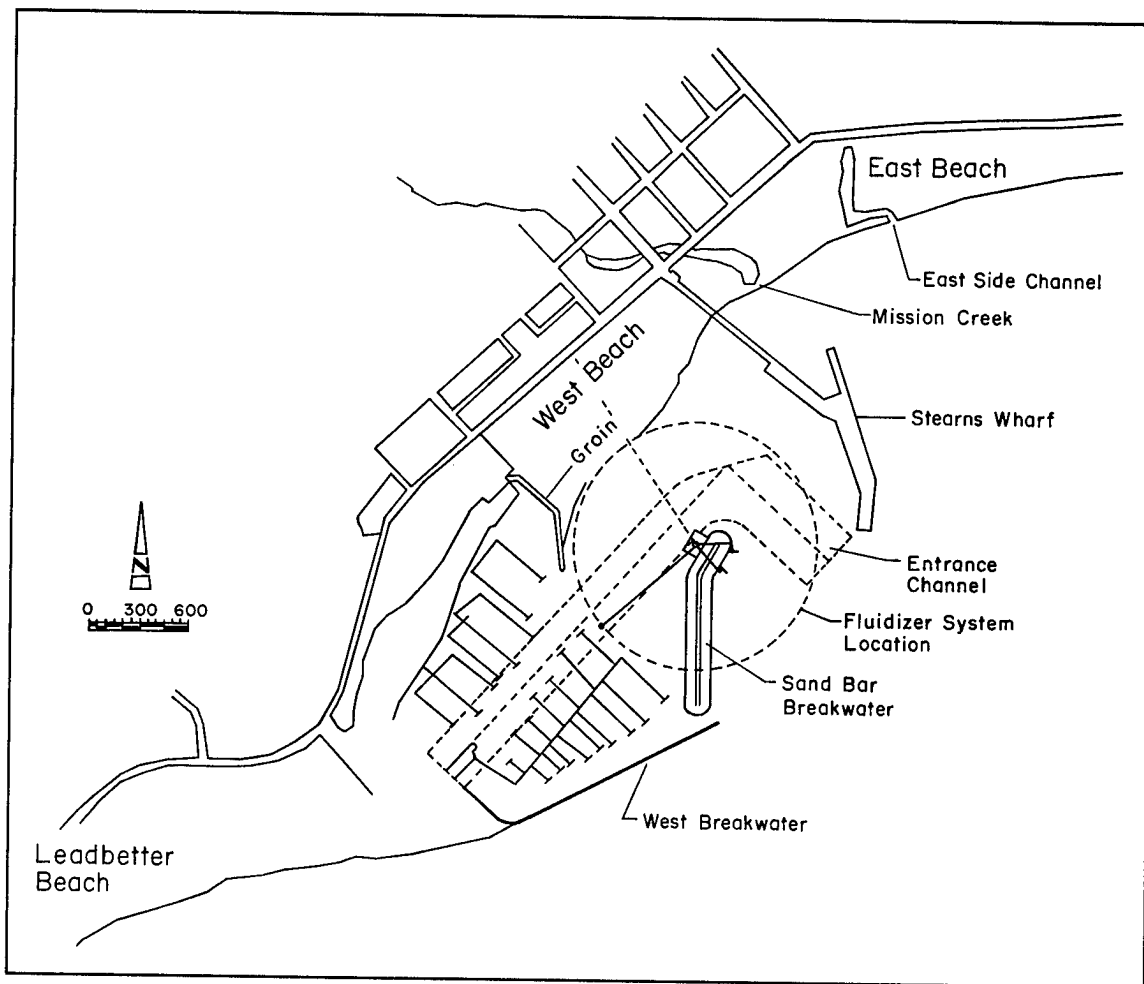 East Beach
East Side Channel
Mission Creek
West Beach
Groin
Stearns Wharf
N
0 300 600
Entrance
Channel
Fluidizer System
Location
Sand Bar
Breakwater
West Breakwater
Leadbetter
Beach